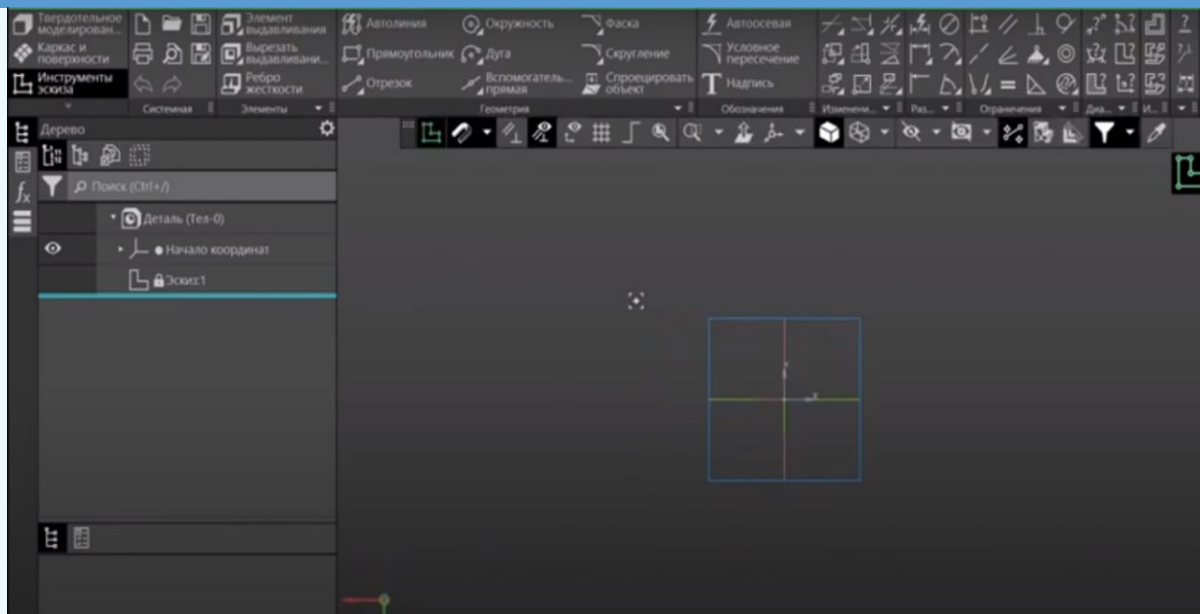 Твердотельное
моделирован...
Каркас и
поверхности
Инструменты
эскиза
Системная
Элемент
выдавливания
Вырезать
выдавливани...
Ребро
жесткости
Элементы
Автолиния
Окружность
Фаска
Прямоугольник
Дуга
Скругление
Отрезок
Вспомогатель...
прямая
Спроецировать
объект
Геометрия
Автоосевая
Условное
пересечение
Надпись
Обозначения
Изменени...
Раз...
Ограничения
Диа...
И...
Дерево
Поиск (Ctrl+/)
Деталь (Тел-0)
Начало координат
Эскиз:1
Y
X